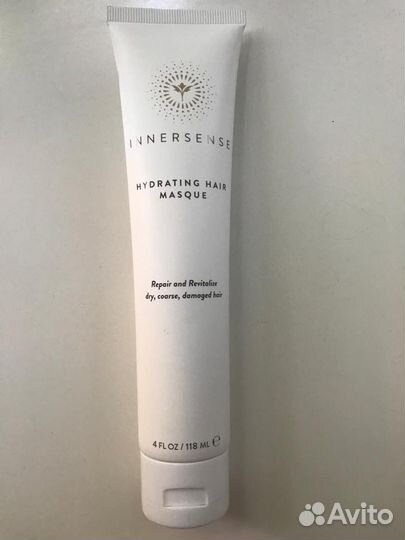 INNERSENSE
HYDRATING HAIR
MASQUE
Repair and Revitalize
dry, coarse, damaged hair
4 FL OZ / 118 ML ℮
Avito